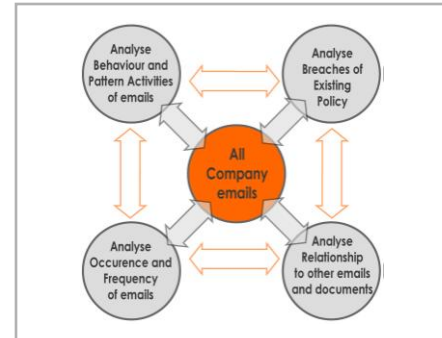 Analyse
Behaviour and
Pattern Activities
of emails
Analyse
Breaches of
Existing
Policy
All
Company
emails
Analyse
Occurence and
Frequency
of emails
Analyse
Relationship
to other emails
and documents